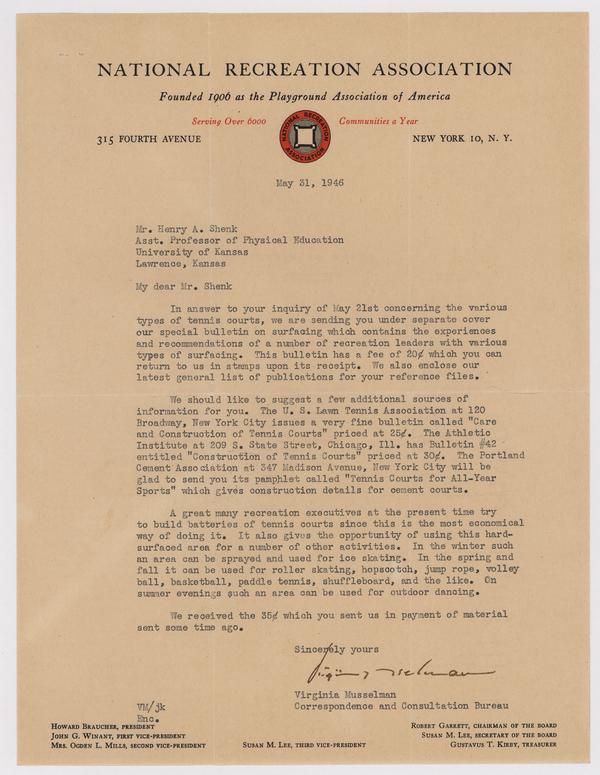 NATIONAL RECREATION ASSOCIATION
Founded 1906 as the Playground Association of America
Serving Over 6000 Communities a Year
315 FOURTH AVENUE NEW YORK 10, N. Y.
NATIONAL RECREATION ASSOCIATION
May 31, 1946
Mr. Henry A. Shenk
Asst. Professor of Physical Education
University of Kansas
Lawrence, Kansas
My dear Mr. Shenk
In answer to your inquiry of May 21st concerning the various
types of tennis courts, we are sending you under separate cover
our special bulletin on surfacing which contains the experiences
and recommendations of a number of recreation leaders with various
types of surfacing. This bulletin has a fee of 20¢ which you can
return to us in stamps upon its receipt. We also enclose our
latest general list of publications for your reference files.
We should like to suggest a few additional sources of
information for you. The U. S. Lawn Tennis Association at 120
Broadway, New York City issues a very fine bulletin called "Care
and Construction of Tennis Courts" priced at 25¢. The Athletic
Institute at 209 S. State Street, Chicago, Ill. has Bulletin #42
entitled "Construction of Tennis Courts" priced at 30¢. The Portland
Cement Association at 347 Madison Avenue, New York City will be
glad to send you its pamphlet called "Tennis Courts for All-Year
Sports" which gives construction details for cement courts.
A great many recreation executives at the present time try
to build batteries of tennis courts since this is the most economical
way of doing it. It also gives the opportunity of using this hard-
surfaced area for a number of other activities. In the winter such
an area can be sprayed and used for ice skating. In the spring and
fall it can be used for roller skating, hopscotch, jump rope, volley
ball, basketball, paddle tennis, shuffleboard, and the like. On
summer evenings such an area can be used for outdoor dancing.
We received the 35¢ which you sent us in payment of material
sent some time ago.
Sincerely yours
Virginia Musselman
Virginia Musselman
Correspondence and Consultation Bureau
VM/jk
Enc.
HOWARD BRAUCHER, PRESIDENT
JOHN G. WINANT, FIRST VICE-PRESIDENT
MRS. OGDEN L. MILLS, SECOND VICE-PRESIDENT
SUSAN M. LEE, THIRD VICE-PRESIDENT
ROBERT GARRETT, CHAIRMAN OF THE BOARD
SUSAN M. LEE, SECRETARY OF THE BOARD
GUSTAVUS T. KIRBY, TREASURER